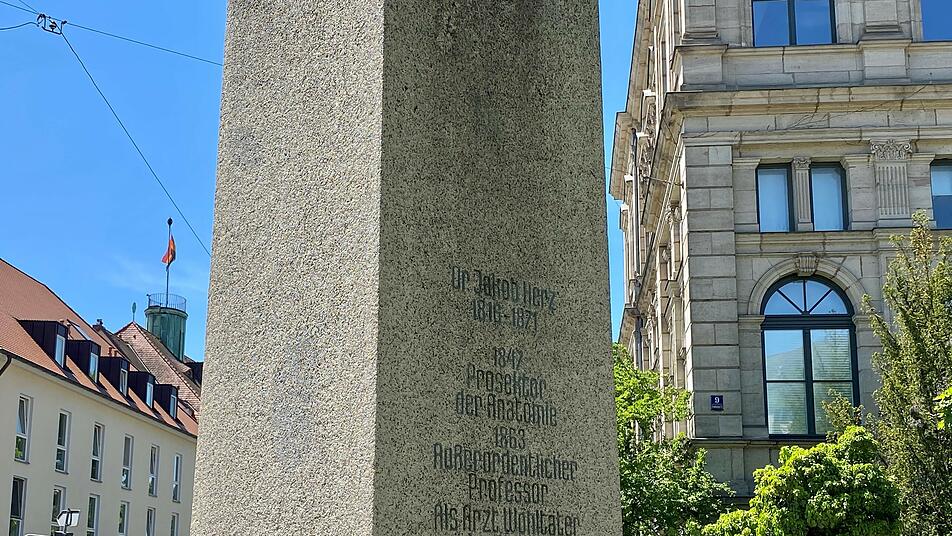 Dr Jakob Herz
1816-1871
1847
Prosektor
der Anatomie
1863
Außerordentlicher
Professor
Als Arzt Wohltäter
9